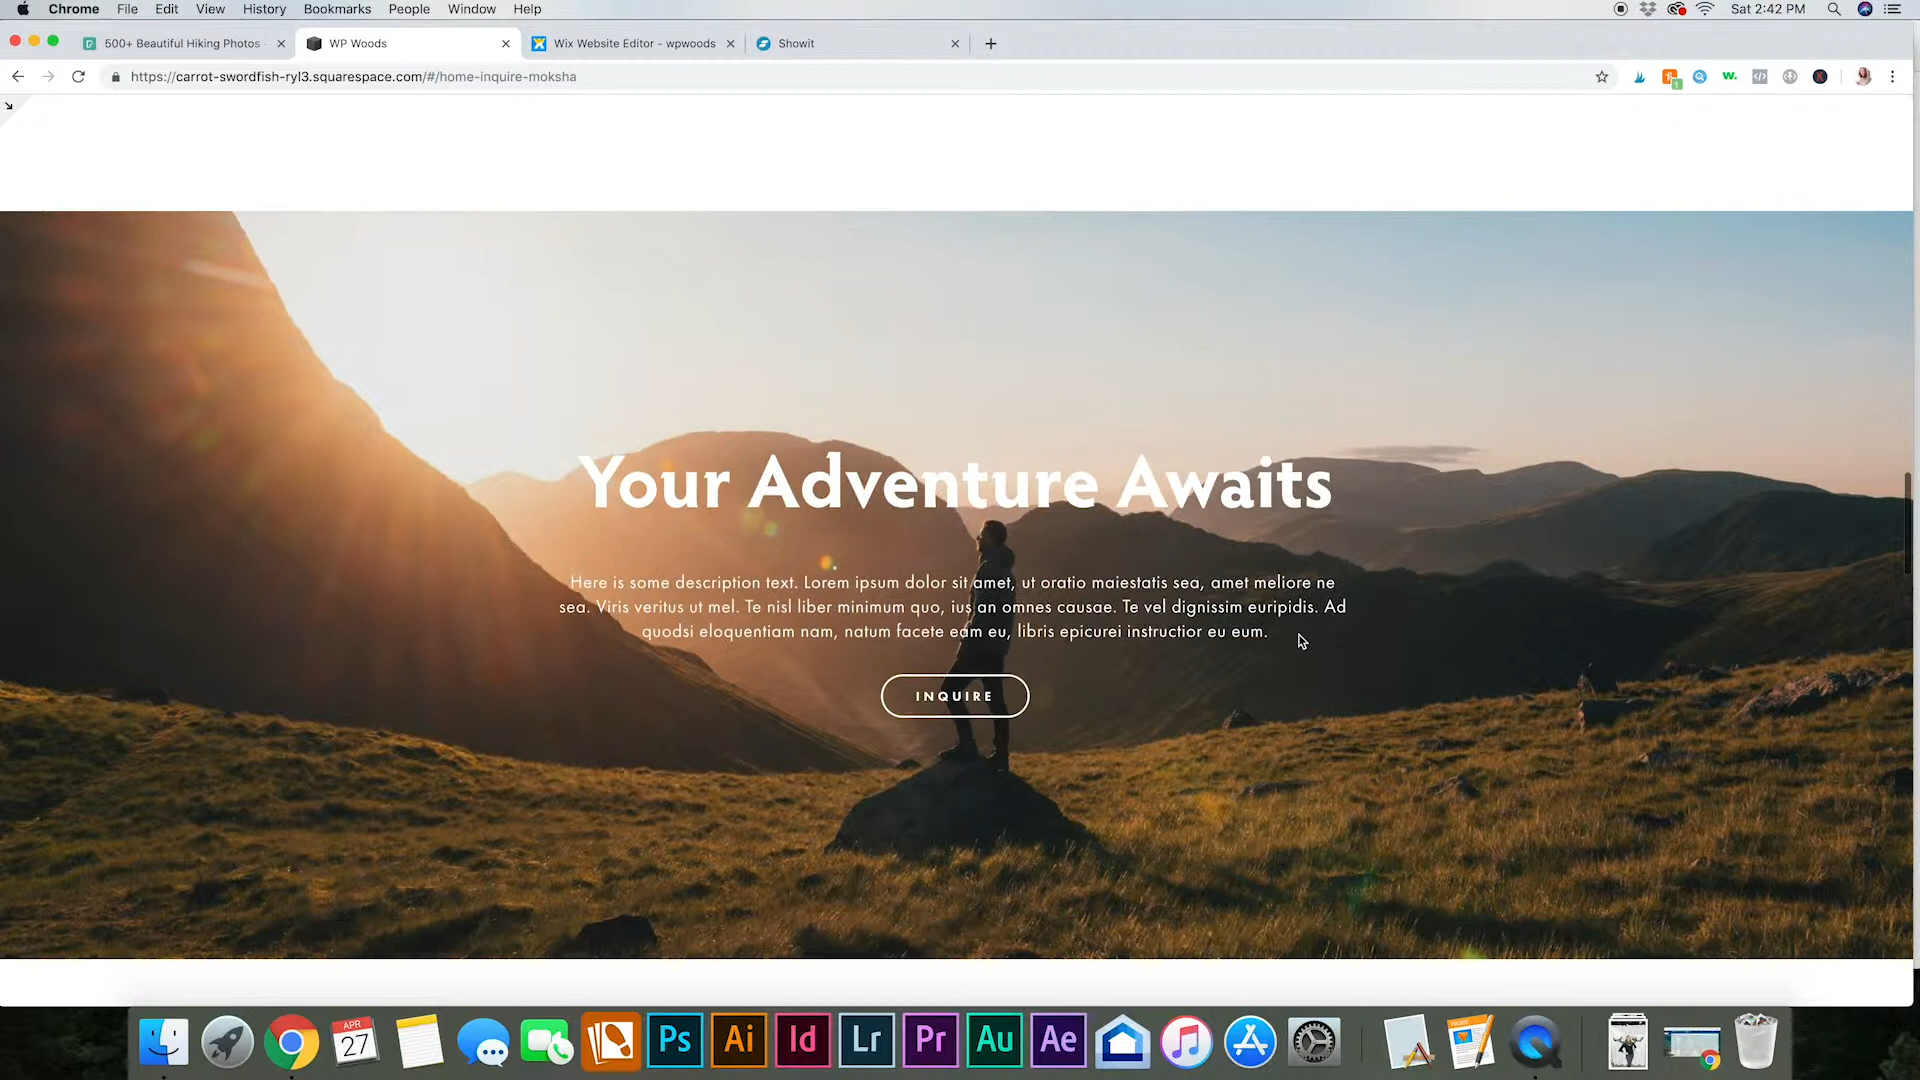 Chrome File Edit View History Bookmarks People Window Help
Sat 2:42 PM
500+ Beautiful Hiking Photos
WP Woods
Wix Website Editor - wpwoods
Showit
https://carrot-swordfish-ryl3.squarespace.com/#/home-inquire-moksha
w.
K
1
Your Adventure Awaits
Here is some description text. Lorem ipsum dolor sit amet, ut oratio maiestatis sea, amet meliore ne
sea. Viris veritus ut mel. Te nisl liber minimum quo, ius an omnes causae. Te vel dignissim euripidis. Ad
quodsi eloquentiam nam, natum facete eam eu, libris epicurei instructior eu eum.
INQUIRE
APR
27
Ps
Ai
Id
Lr
Pr
Au
Ae